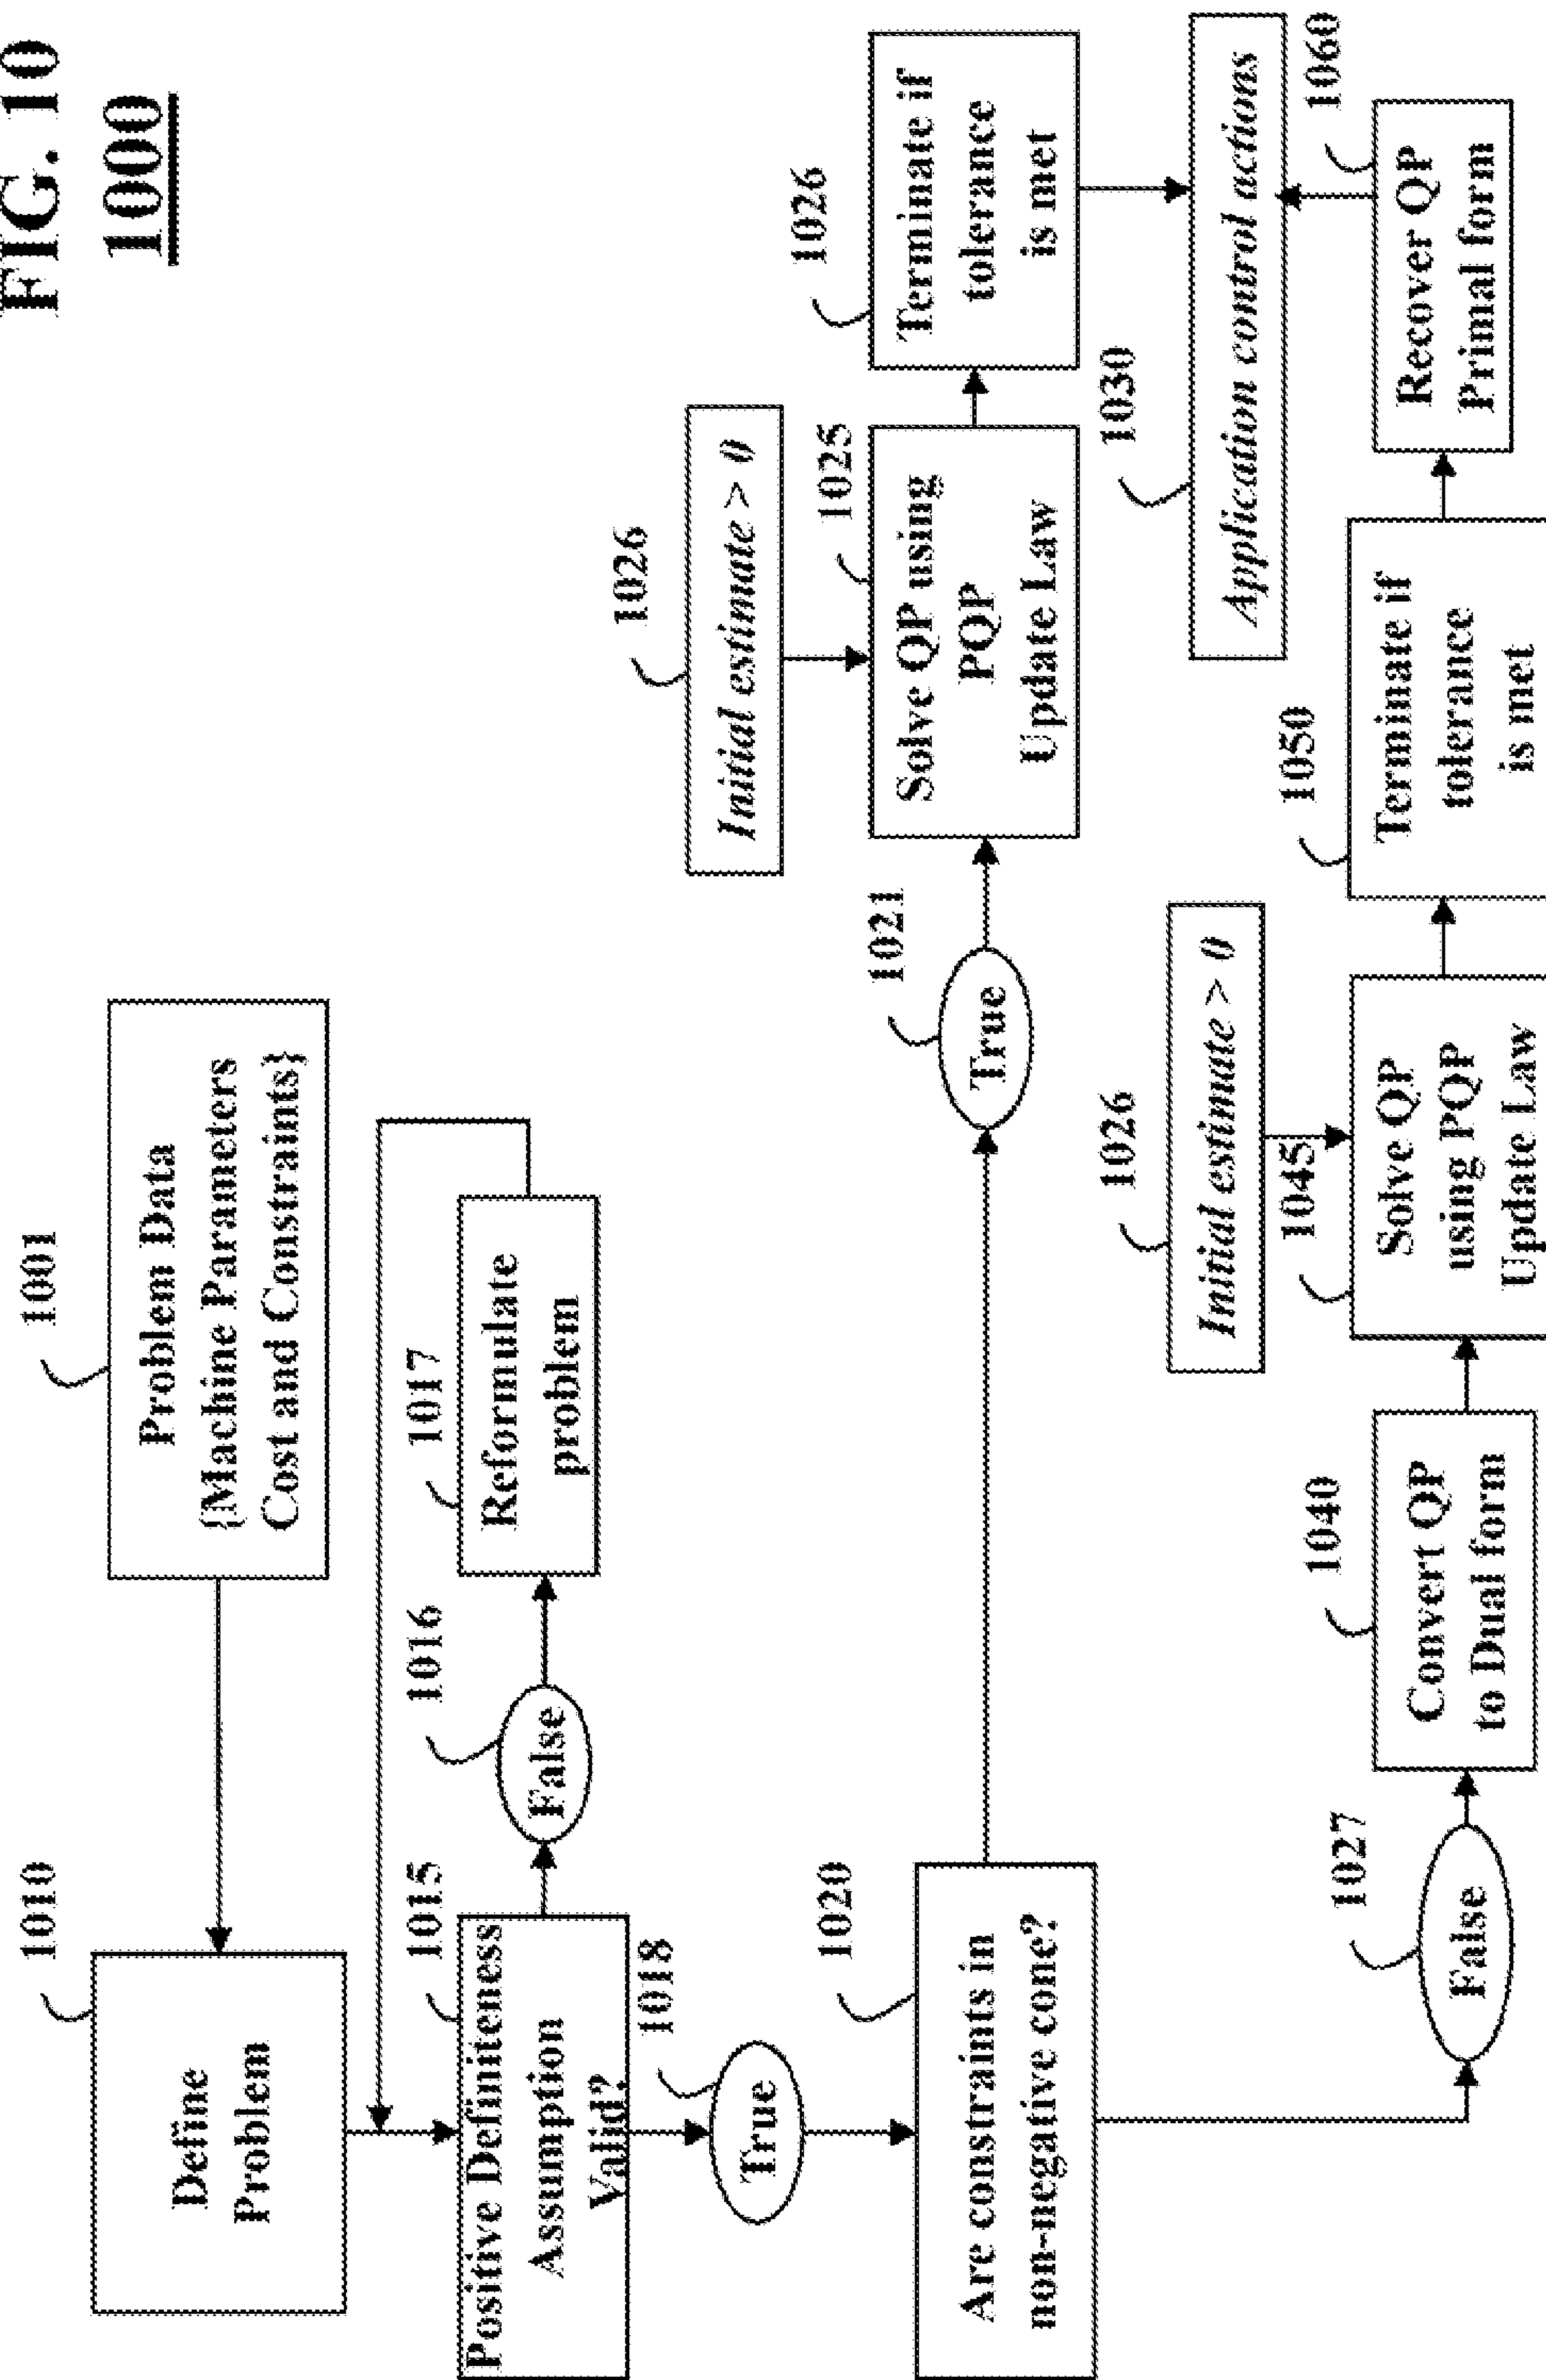 FIG. 10
1000
1001
Problem Data
{Machine Parameters
Cost and Constraints}
1010
Define
Problem
1015
Positive Definiteness
Assumption
Valid?
1016
False
1017
Reformulate
problem
1018
True
1020
Are constraints in
non-negative cone?
1021
True
1026
Initial estimate > 0
1025
Solve QP using
PQP
Update Law
1026
Terminate if
tolerance
is met
1030
Application control actions
1027
False
1040
Convert QP
to Dual form
1026
Initial estimate > 0
1045
Solve QP
using PQP
Update Law
1050
Terminate if
tolerance
is met
1060
Recover QP
Primal form